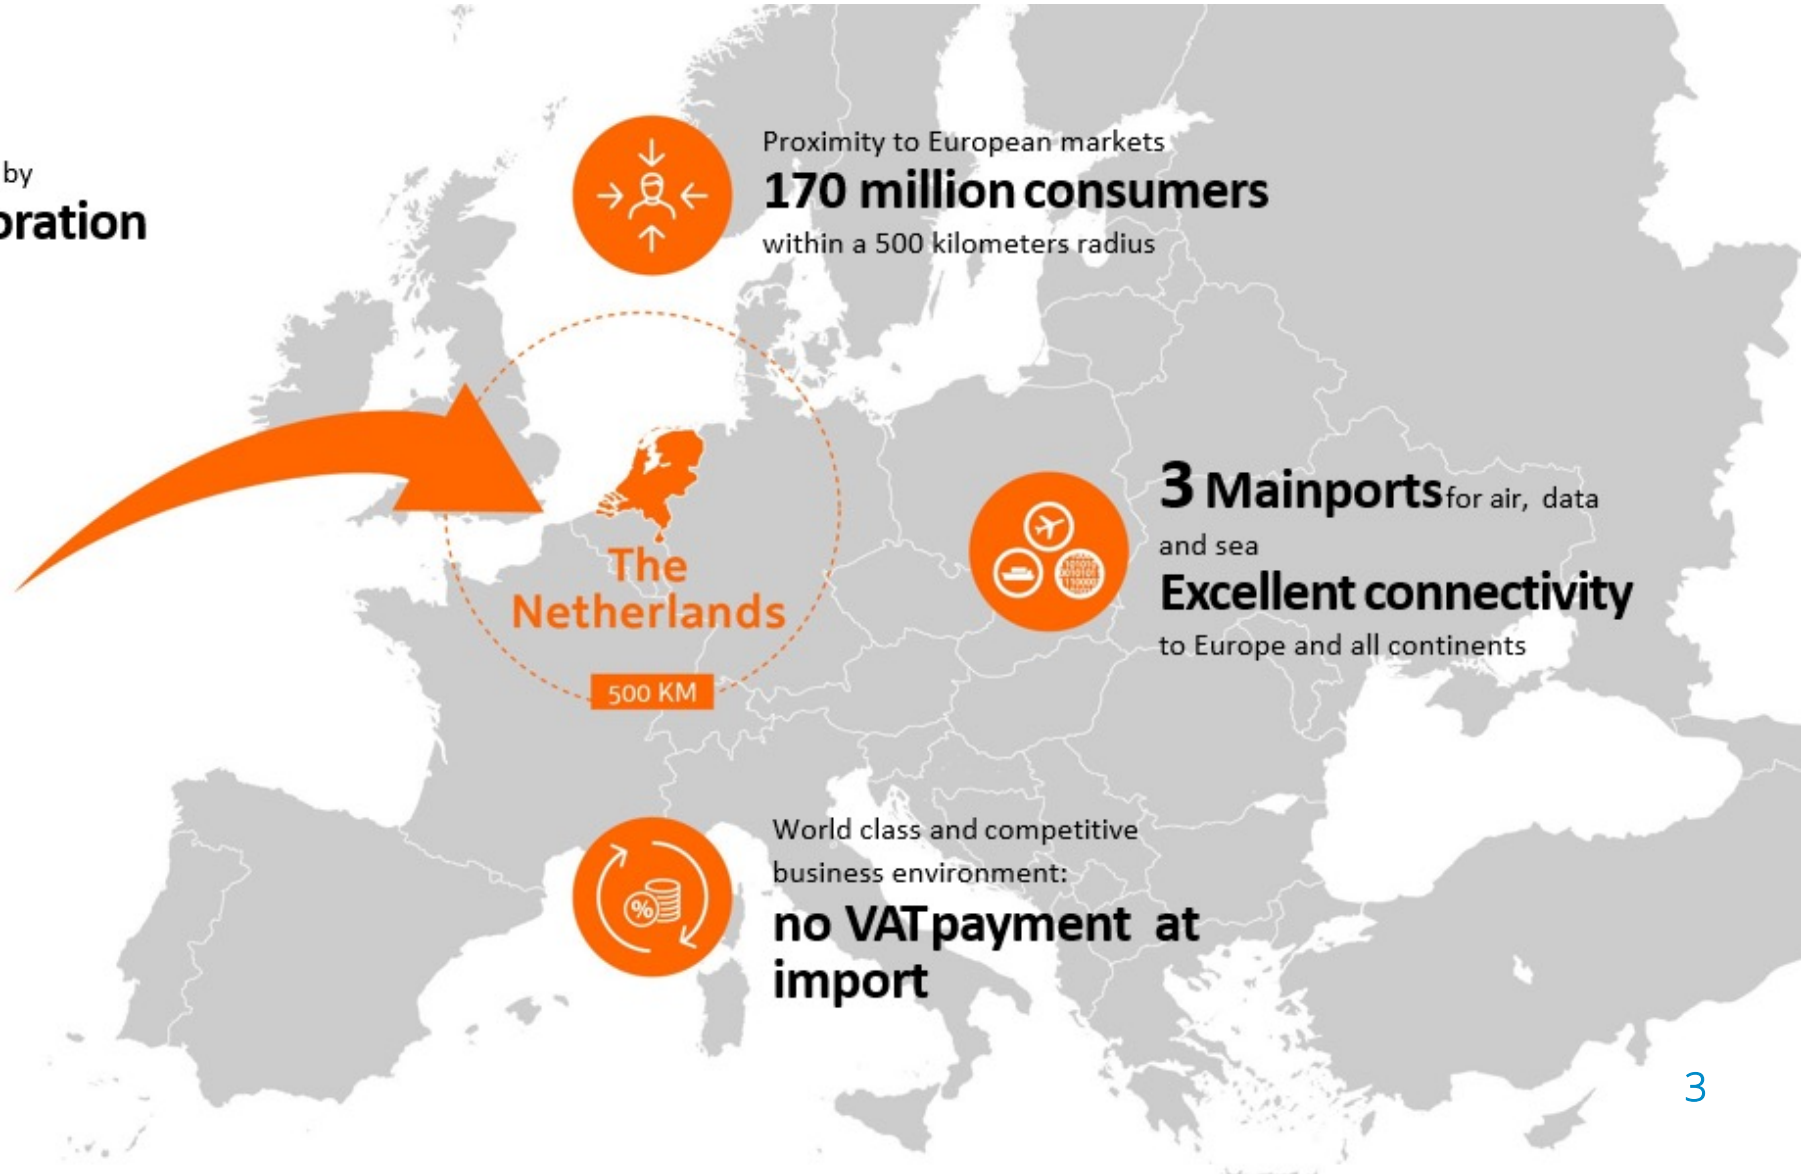 by
oration
Proximity to European markets
170 million consumers
within a 500 kilometers radius
The
Netherlands
500 KM
3 Mainports for air, data
and sea
Excellent connectivity
to Europe and all continents
%
World class and competitive
business environment:
no VAT payment at
import
3